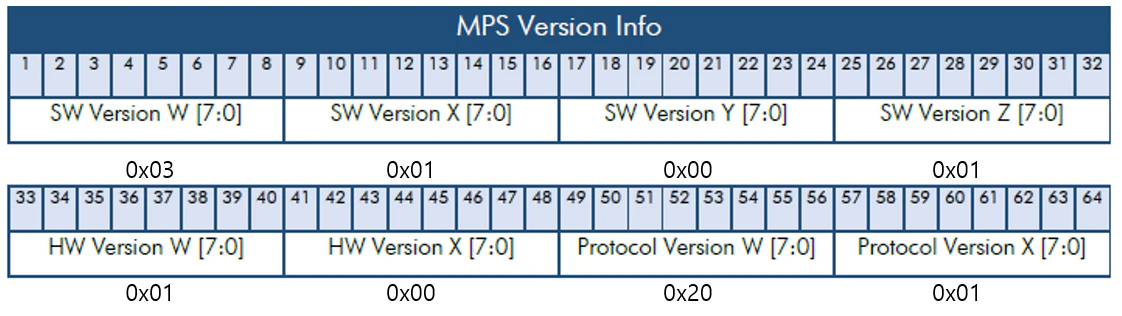 MPS Version Info
1 2 3 4 5 6 7 8 9 10 11 12 13 14 15 16 17 18 19 20 21 22 23 24 25 26 27 28 29 30 31 32
SW Version W [7:0] SW Version X [7:0] SW Version Y [7:0] SW Version Z [7:0]
0x03 0x01 0x00 0x01
33 34 35 36 37 38 39 40 41 42 43 44 45 46 47 48 49 50 51 52 53 54 55 56 57 58 59 60 61 62 63 64
HW Version W [7:0] HW Version X [7:0] Protocol Version W [7:0] Protocol Version X [7:0]
0x01 0x00 0x20 0x01